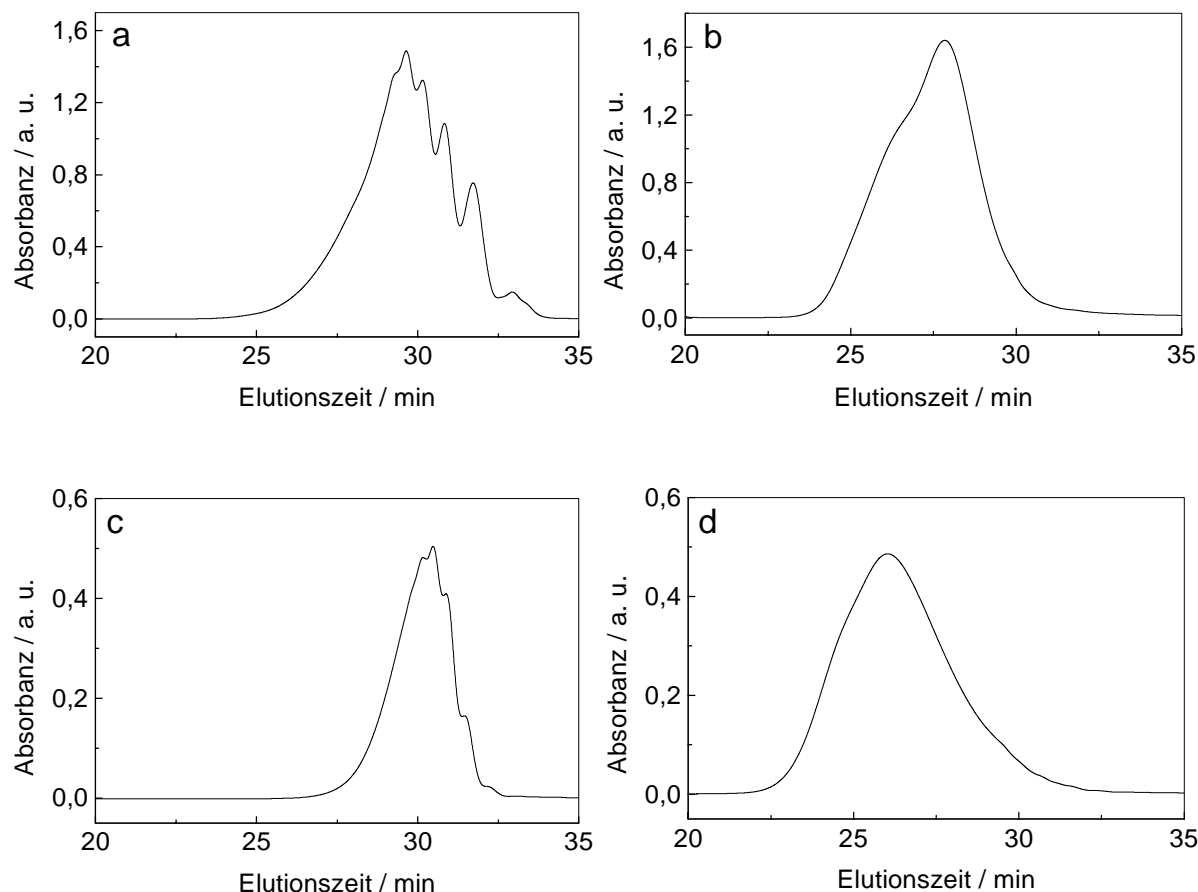 a
1,6
1,2
0,8
0,4
0,0
Absorbanz / a. u.
20 25 30 35
Elutionszeit / min
b
1,6
1,2
0,8
0,4
0,0
Absorbanz / a. u.
20 25 30 35
Elutionszeit / min
c
0,6
0,4
0,2
0,0
Absorbanz / a. u.
20 25 30 35
Elutionszeit / min
d
0,6
0,4
0,2
0,0
Absorbanz / a. u.
20 25 30 35
Elutionszeit / min